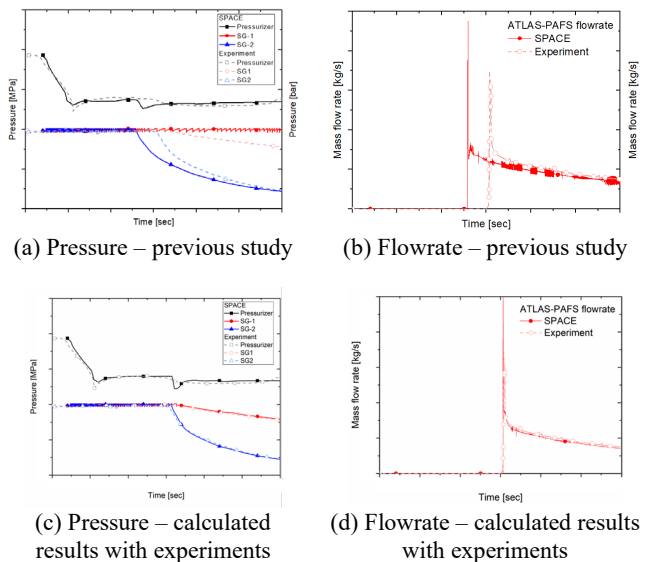 Pressure [MPa]
SPACE
Pressurizer
SG-1
SG-2
Experiment
Pressurizer
SG1
SG2
Pressure [bar]
Time [sec]
Mass flow rate [kg/s]
ATLAS-PAFS flowrate
SPACE
Experiment
Mass flow rate [kg/s]
Time [sec]
(a) Pressure – previous study
(b) Flowrate – previous study
Pressure [MPa]
SPACE
Pressurizer
SG-1
SG-2
Experiment
Pressurizer
SG1
SG2
Time [sec]
Mass flow rate [kg/s]
ATLAS-PAFS flowrate
SPACE
Experiment
Time [sec]
(c) Pressure – calculated
results with experiments
(d) Flowrate – calculated results
with experiments